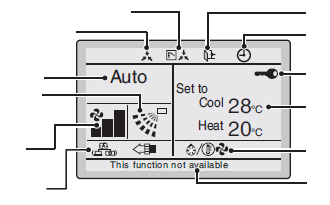 Auto
Set to
Cool 28°C
Heat 20°C
This function not available